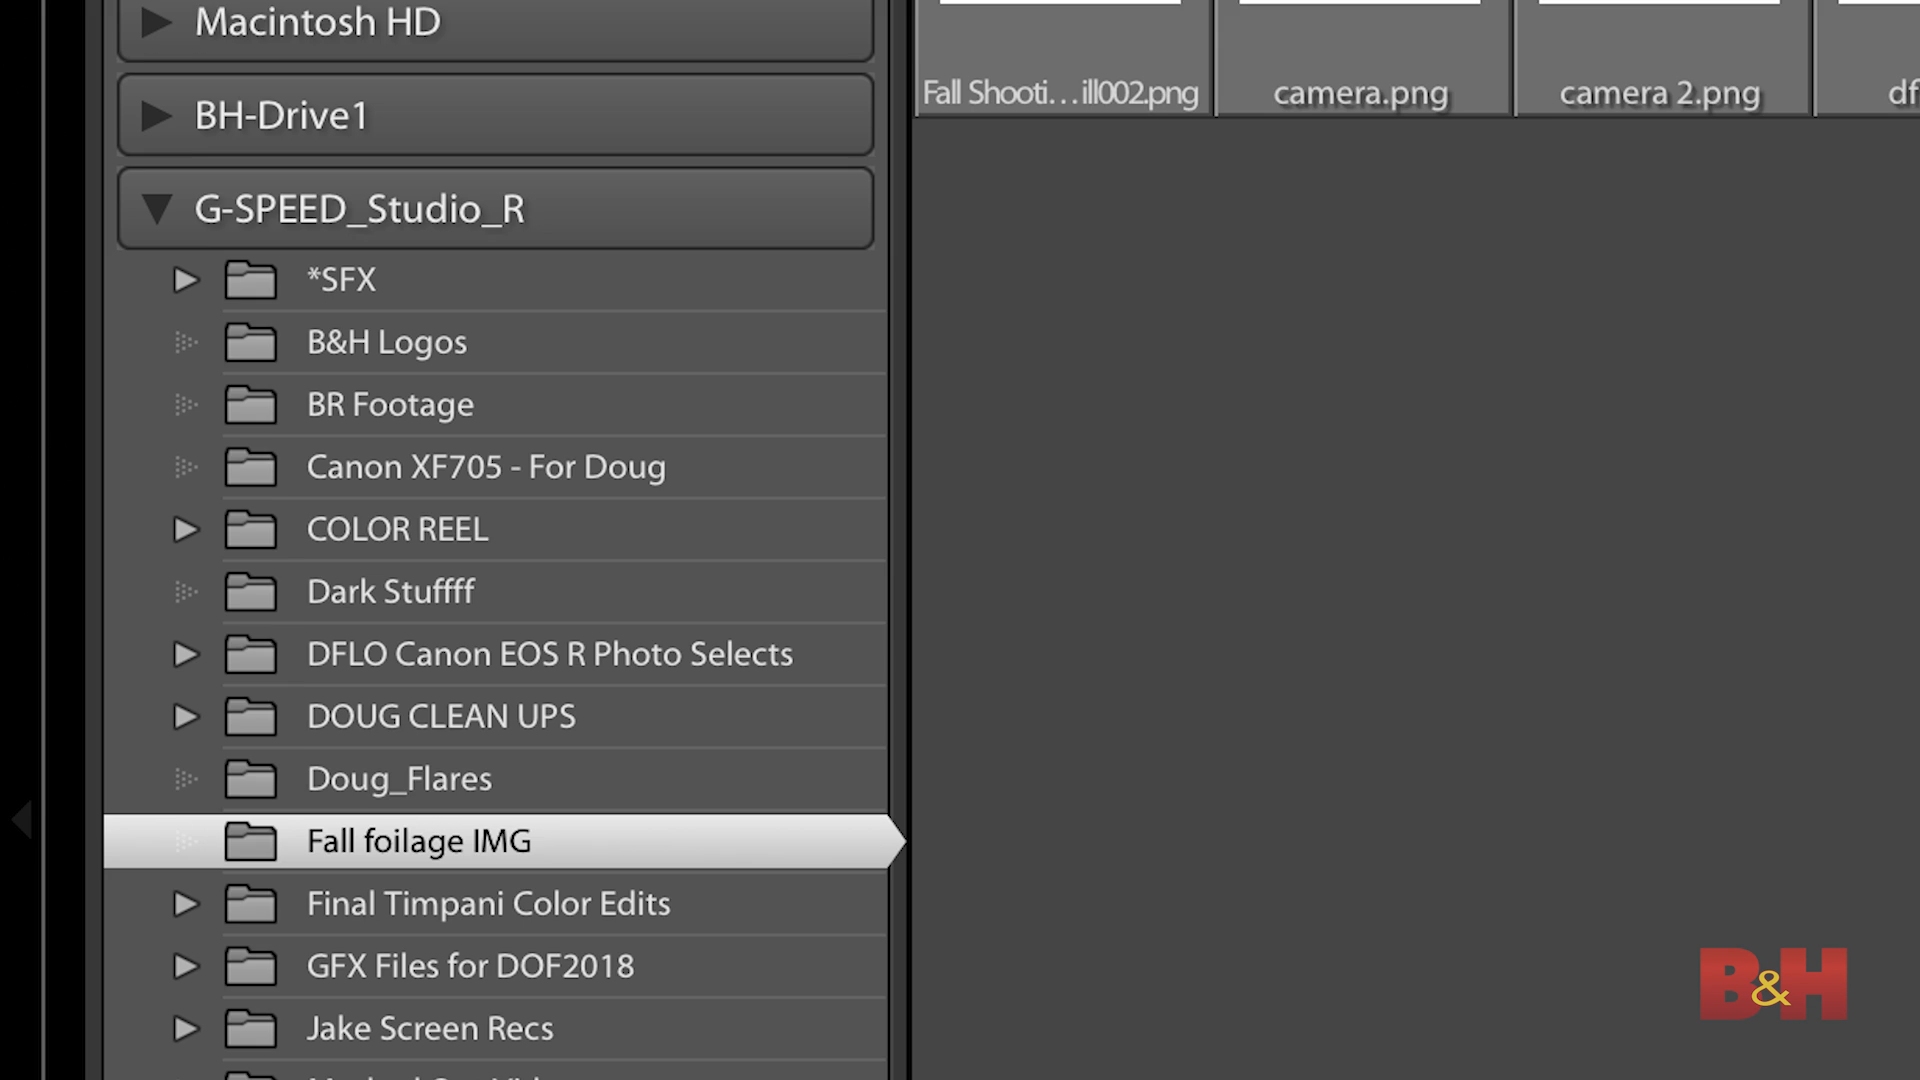 Macintosh HD
BH-Drive1
G-SPEED_Studio_R
*SFX
B&H Logos
BR Footage
Canon XF705 - For Doug
COLOR REEL
Dark Stuffff
DFLO Canon EOS R Photo Selects
DOUG CLEAN UPS
Doug_Flares
Fall foilage IMG
Final Timpani Color Edits
GFX Files for DOF2018
Jake Screen Recs
Fall Shooti…ill002.png
camera.png
camera 2.png
df
B&H